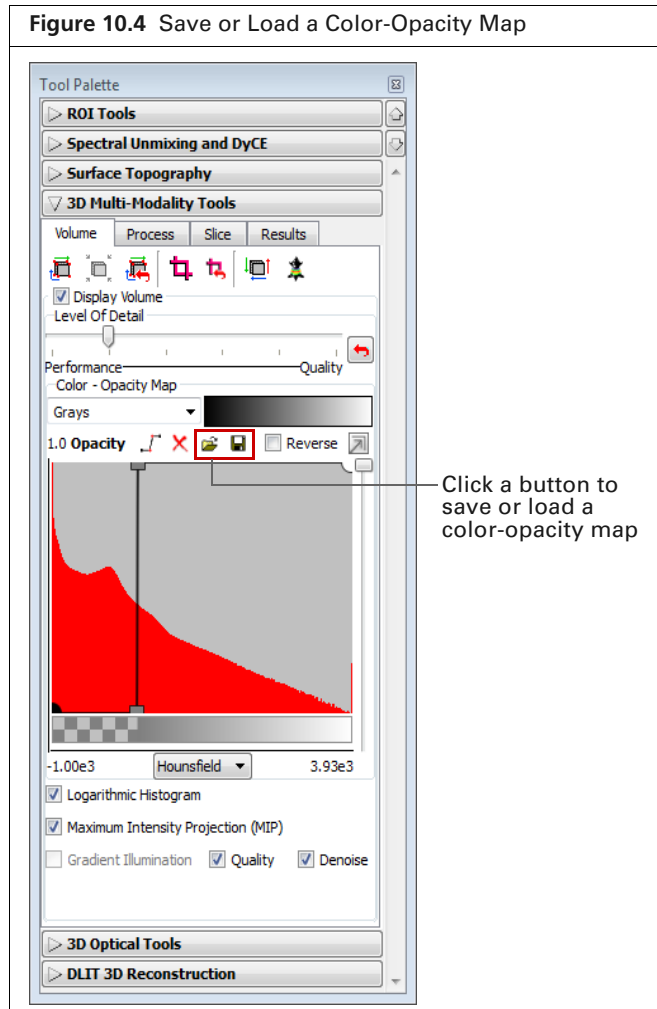 Figure 10.4 Save or Load a Color-Opacity Map
Tool Palette
ROI Tools
Spectral Unmixing and DyCE
Surface Topography
3D Multi-Modality Tools
Volume Process Slice Results
Display Volume
Level Of Detail
Performance Quality
Color - Opacity Map
Grays
1.0 Opacity Reverse
Click a button to
save or load a
color-opacity map
-1.00e3 Hounsfield 3.93e3
Logarithmic Histogram
Maximum Intensity Projection (MIP)
Gradient Illumination Quality Denoise
3D Optical Tools
DLIT 3D Reconstruction